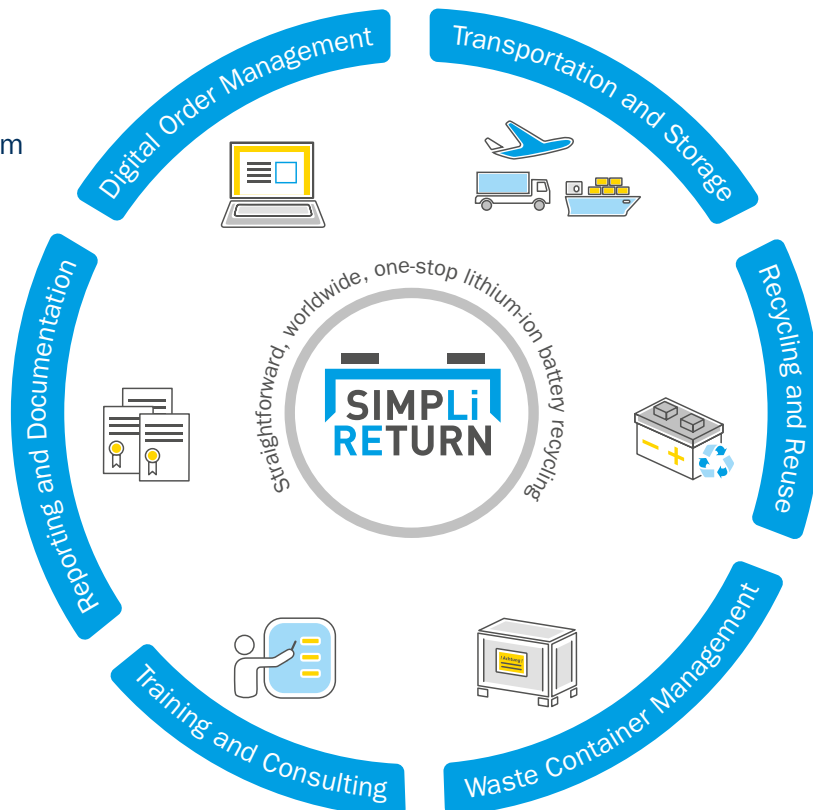 Digital Order Management
Transportation and Storage
m
Recycling and Reuse
Reporting and Documentation
Straightforward, worldwide, one-stop lithium-ion battery recycling
SIMPLi
RETURN
!Achtung!
Training and Consulting
Waste Container Management